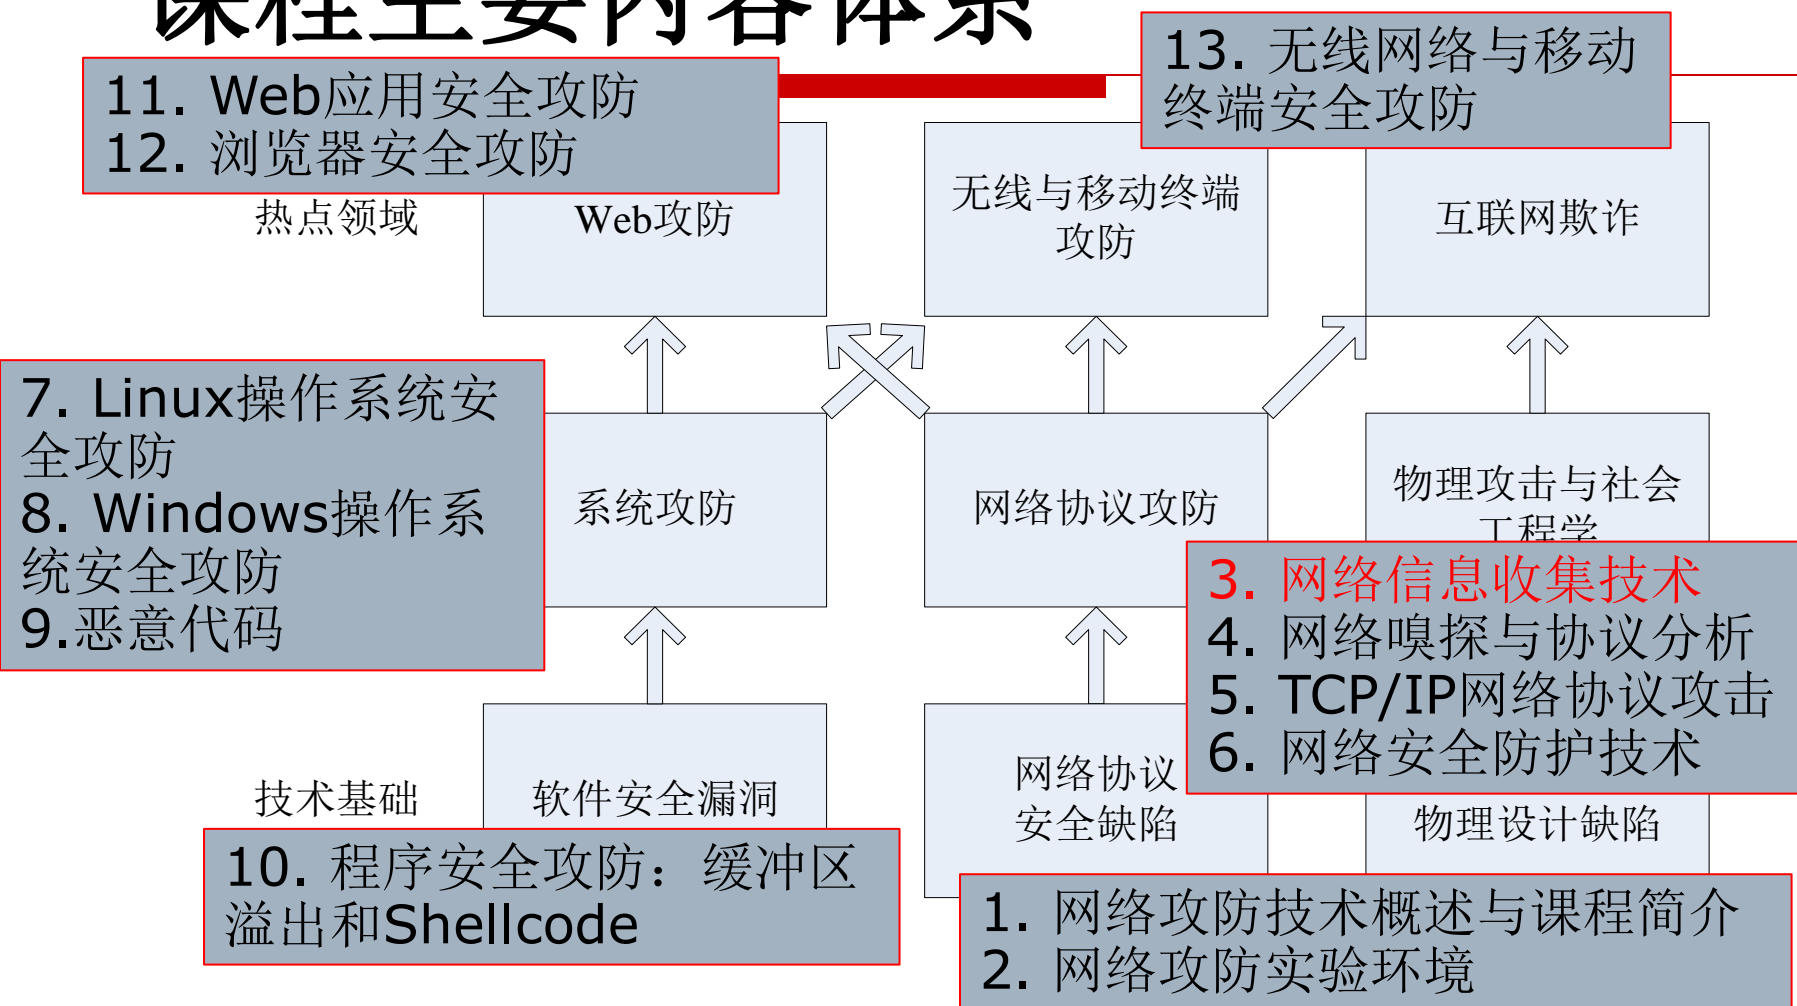 课程主要内容体系
11. Web应用安全攻防
12. 浏览器安全攻防
13. 无线网络与移动
终端安全攻防
热点领域
Web攻防
无线与移动终端
攻防
互联网欺诈
7. Linux操作系统安
全攻防
8. Windows操作系
统安全攻防
9.恶意代码
系统攻防
网络协议攻防
物理攻击与社会
工程学
3. 网络信息收集技术
4. 网络嗅探与协议分析
5. TCP/IP网络协议攻击
6. 网络安全防护技术
技术基础
软件安全漏洞
网络协议
安全缺陷
物理设计缺陷
10. 程序安全攻防：缓冲区
溢出和Shellcode
1. 网络攻防技术概述与课程简介
2. 网络攻防实验环境